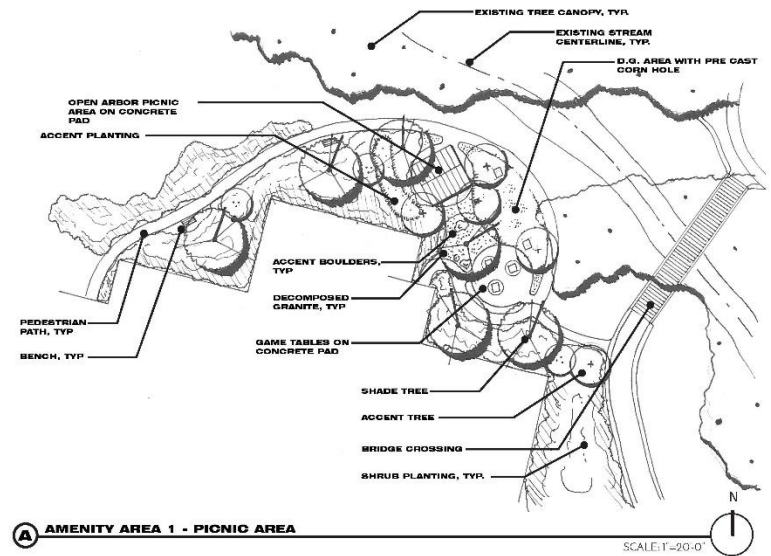 EXISTING TREE CANOPY, TYP.
EXISTING STREAM
CENTERLINE, TYP.
D.G. AREA WITH PRE CAST
CORN HOLE
OPEN ARBOR PICNIC
AREA ON CONCRETE
PAD
ACCENT PLANTING
ACCENT BOULDERS,
TYP
DECOMPOSED
GRANITE, TYP
GAME TABLES ON
CONCRETE PAD
PEDESTRIAN
PATH, TYP
BENCH, TYP
SHADE TREE
ACCENT TREE
BRIDGE CROSSING
SHRUB PLANTING, TYP.
A AMENITY AREA 1 - PICNIC AREA
N
SCALE: 1"=20'-0"